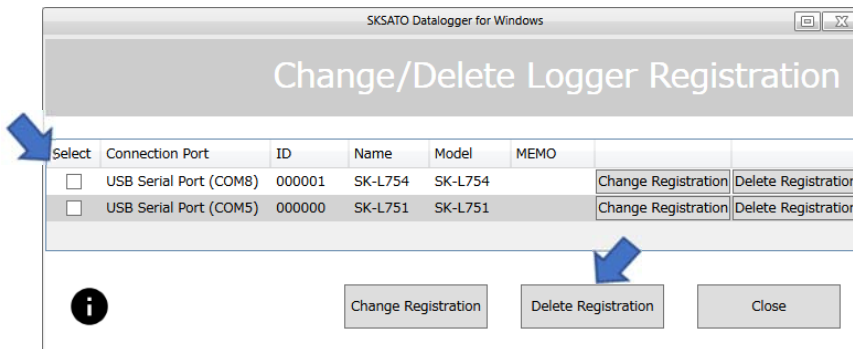 SKSATO Datalogger for Windows
Change/Delete Logger Registration
Select Connection Port ID Name Model MEMO
USB Serial Port (COM8) 000001 SK-L754 SK-L754 Change Registration Delete Registration
USB Serial Port (COM5) 000000 SK-L751 SK-L751 Change Registration Delete Registration
i
Change Registration Delete Registration Close